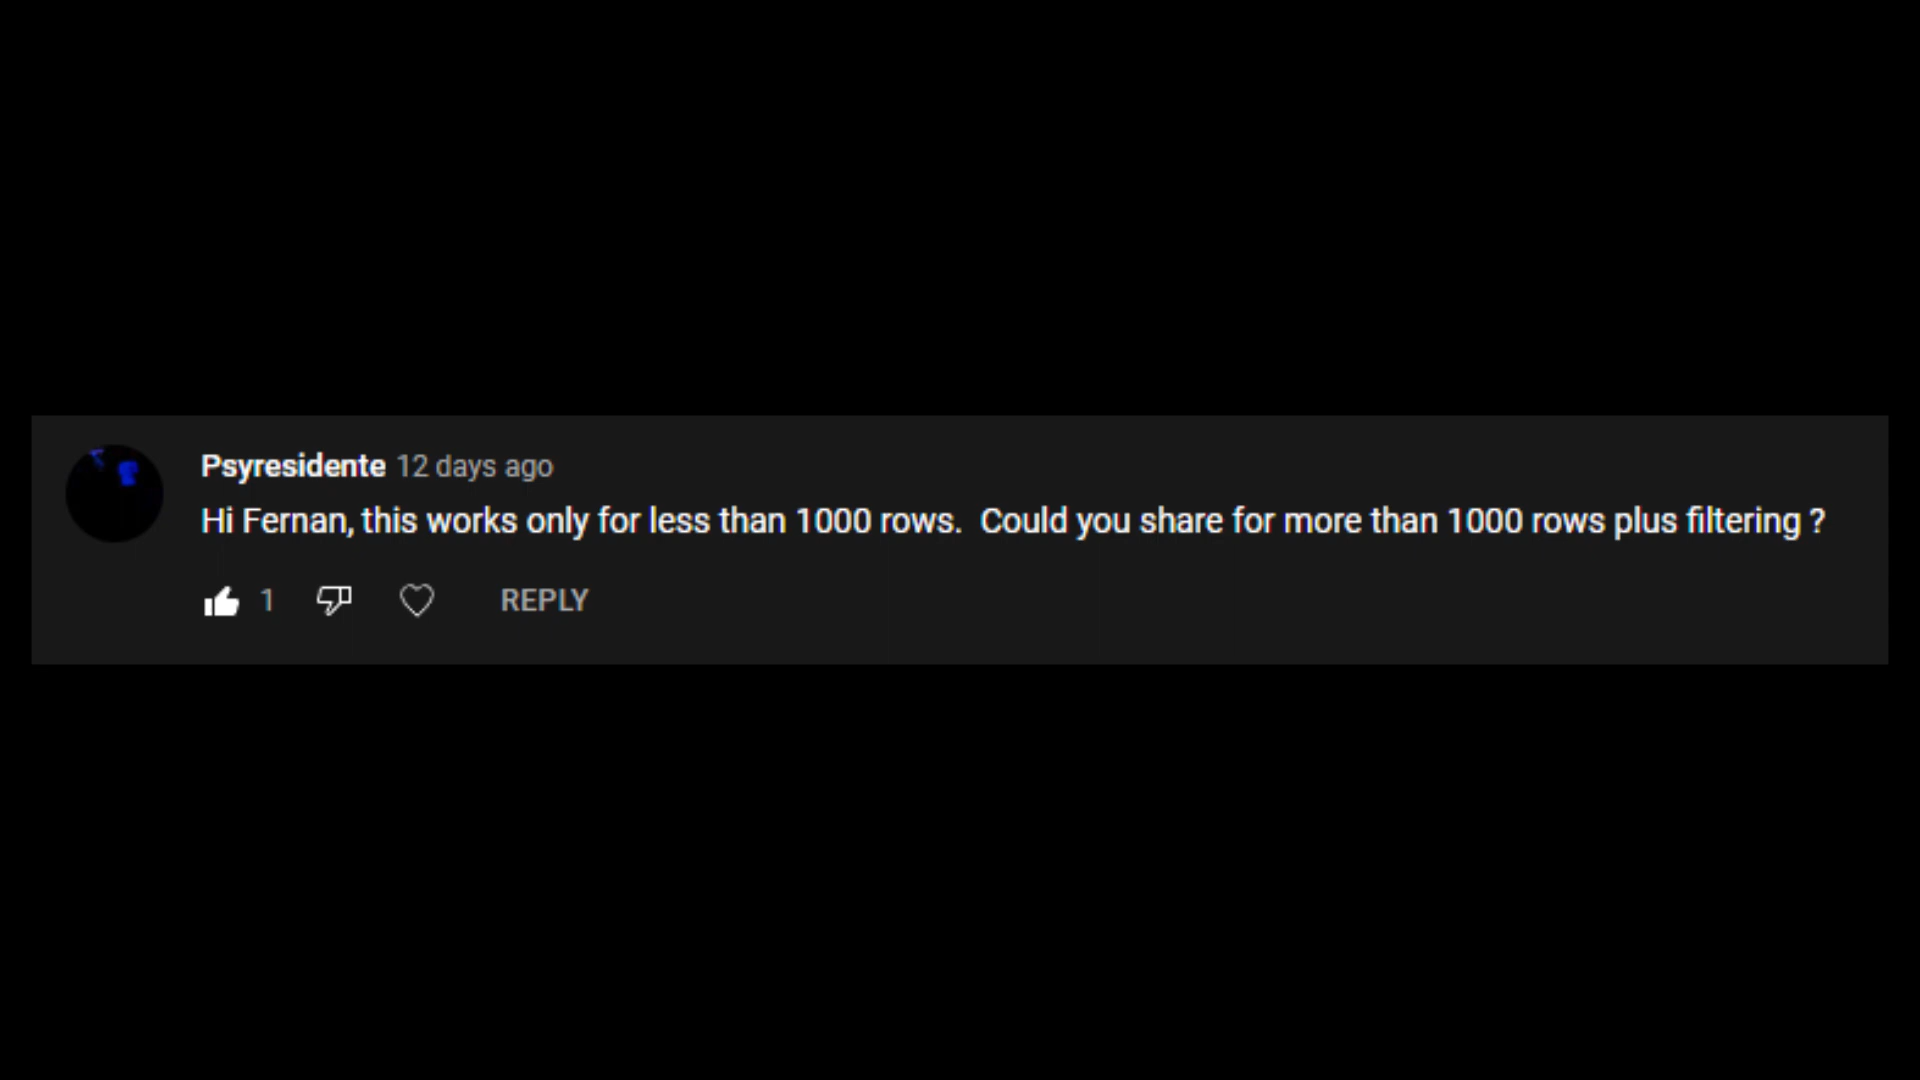 Psyresidente 12 days ago
Hi Fernan, this works only for less than 1000 rows.  Could you share for more than 1000 rows plus filtering ?
1 REPLY